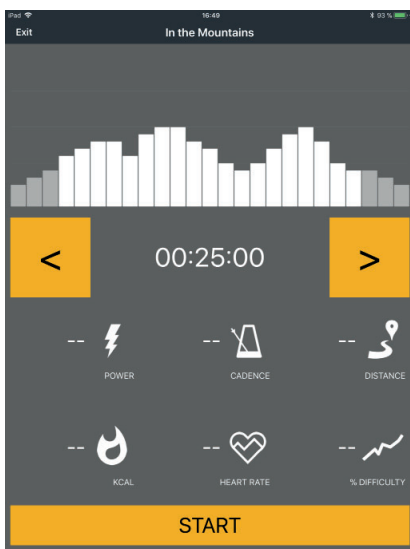 iPad 16:49 93 %
Exit In the Mountains
< 00:25:00 >
-- -- --
POWER CADENCE DISTANCE
-- -- --
KCAL HEART RATE % DIFFICULTY
START